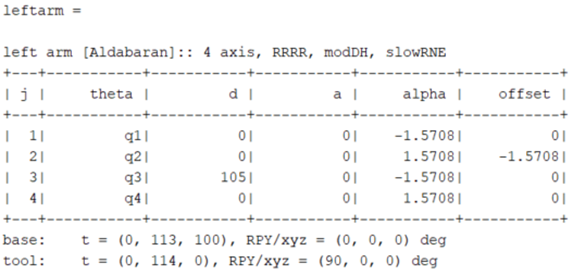 leftarm =
left arm [Aldabaran]:: 4 axis, RRRR, modDH, slowRNE
+---+-----------+-----------+-----------+-----------+-----------+
| j |     theta |         d |         a |     alpha |    offset |
+---+-----------+-----------+-----------+-----------+-----------+
|  1|         q1|          0|          0|    -1.5708|          0|
|  2|         q2|          0|          0|     1.5708|    -1.5708|
|  3|         q3|        105|          0|    -1.5708|          0|
|  4|         q4|          0|          0|     1.5708|          0|
+---+-----------+-----------+-----------+-----------+-----------+
base:    t = (0, 113, 100), RPY/xyz = (0, 0, 0) deg
tool:    t = (0, 114, 0), RPY/xyz = (90, 0, 0) deg